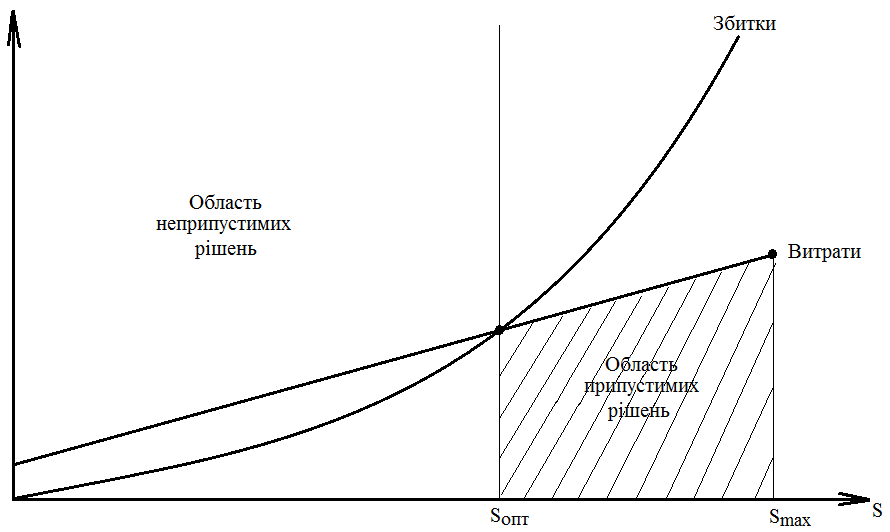 Збитки
Область
неприпустимих
рішень
Витрати
Область
припустимих
рішень
Sопт
Smax
S